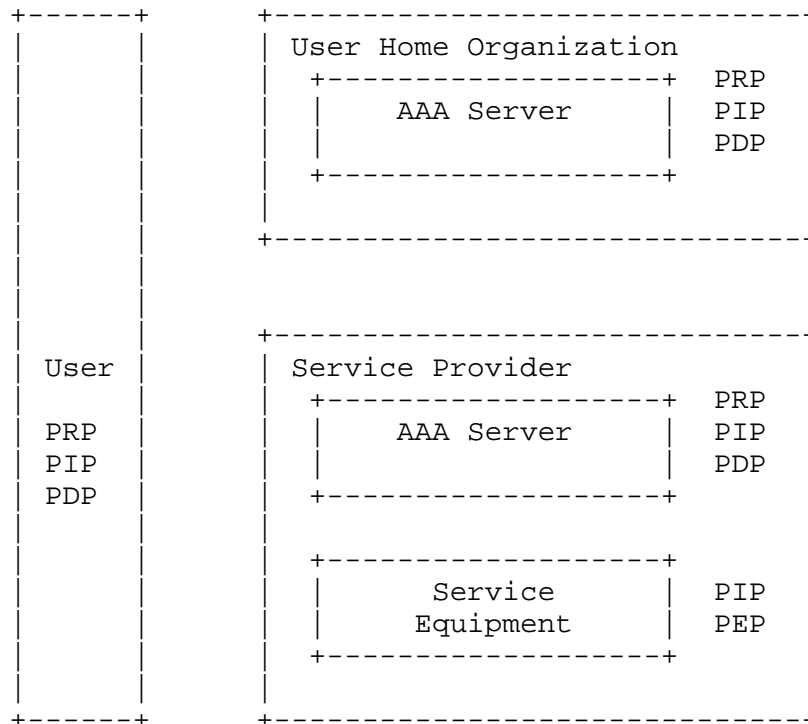 User Home Organization
PRP
AAA Server PIP
PDP
User Service Provider
PRP
PRP AAA Server PIP
PIP PDP
PDP
Service PIP
Equipment PEP